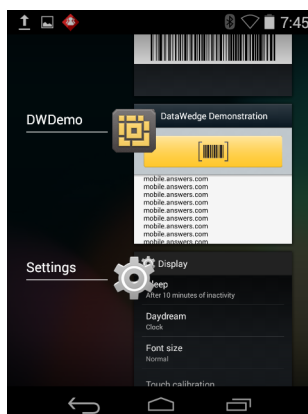 7:45
DWDemo
DataWedge Demonstration
mobile.answers.com
mobile.answers.com
mobile.answers.com
mobile.answers.com
mobile.answers.com
mobile.answers.com
mobile.answers.com
mobile.answers.com
mobile.answers.com
Settings
Display
After 10 minutes of inactivity
Daydream
Clock
Font size
Normal
Touch calibration